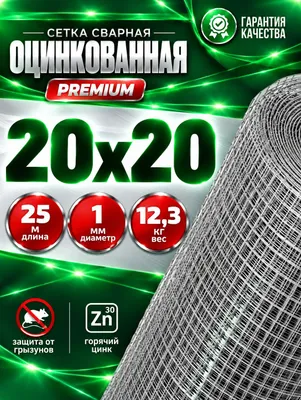 СЕТКА СВАРНАЯ
ОЦИНКОВАННАЯ
PREMIUM
ГАРАНТИЯ
КАЧЕСТВА
20x20
25
М
длина
1
ММ
диаметр
12,3
КГ
вес
защита от
грызунов
30
Zn
горячий
цинк